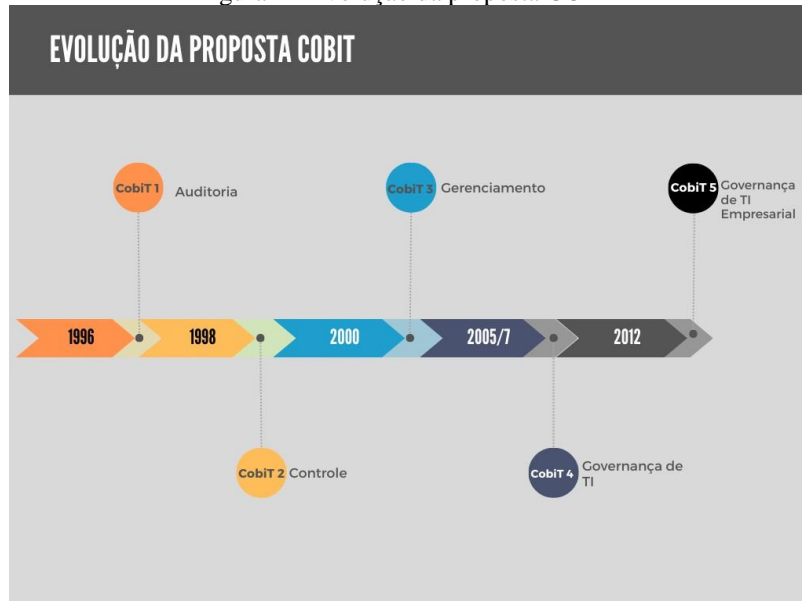 EVOLUÇÃO DA PROPOSTA COBIT
CobiT 1
Auditoria
CobiT 3
Gerenciamento
CobiT 5
Governança
de TI
Empresarial
1996
1998
2000
2005/7
2012
CobiT 2
Controle
CobiT 4
Governança de
TI